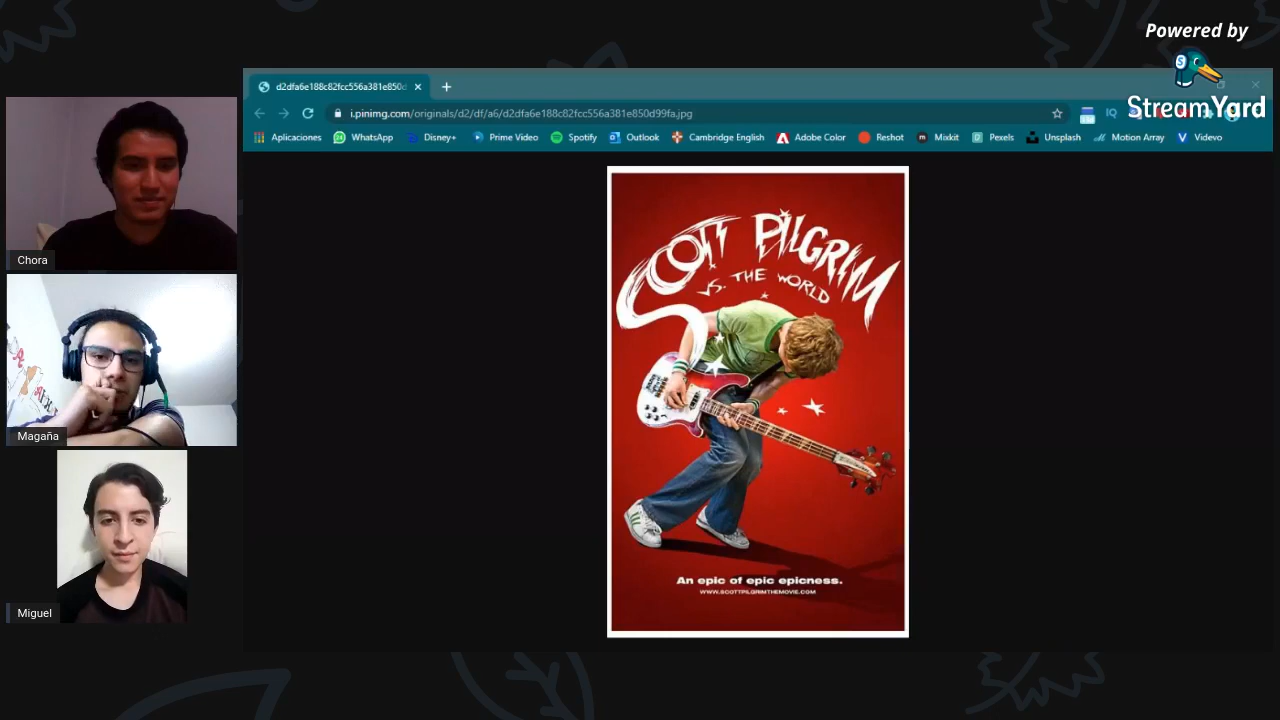 Powered by
StreamYard
d2dfa6e188c82fcc556a381e850d
i.pinimg.com/originals/d2/df/a6/d2dfa6e188c82fcc556a381e850d99fa.jpg
IQ
Aplicaciones WhatsApp Disney+ Prime Video Spotify Outlook Cambridge English Adobe Color Reshot Mixkit Pexels Unsplash Motion Array Videvo
Chora
Magaña
Miguel
SCOTT PILGRIM
VS. THE WORLD
An epic of epic epicness.
WWW.SCOTTPILGRIMTHEMOVIE.COM